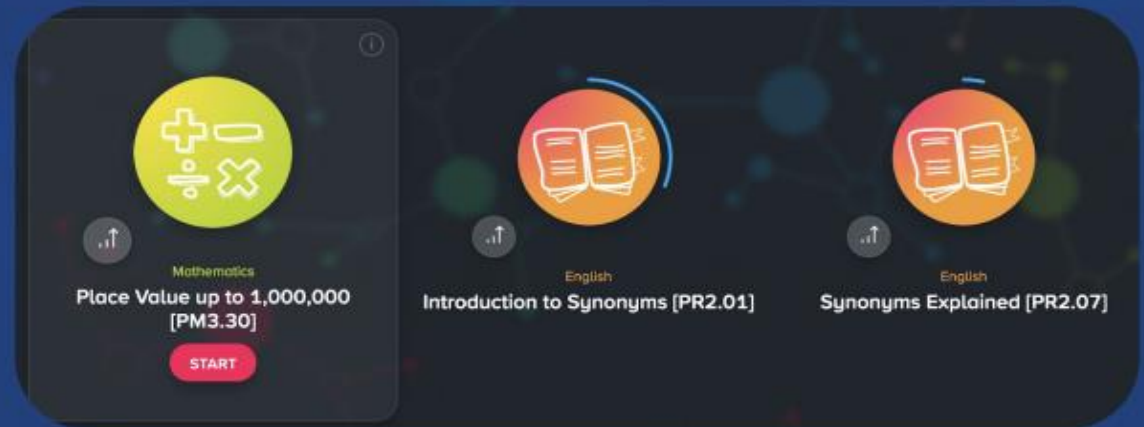 Mathematics
Place Value up to 1,000,000
[PM3.30]
START
English
Introduction to Synonyms [PR2.01]
English
Synonyms Explained [PR2.07]